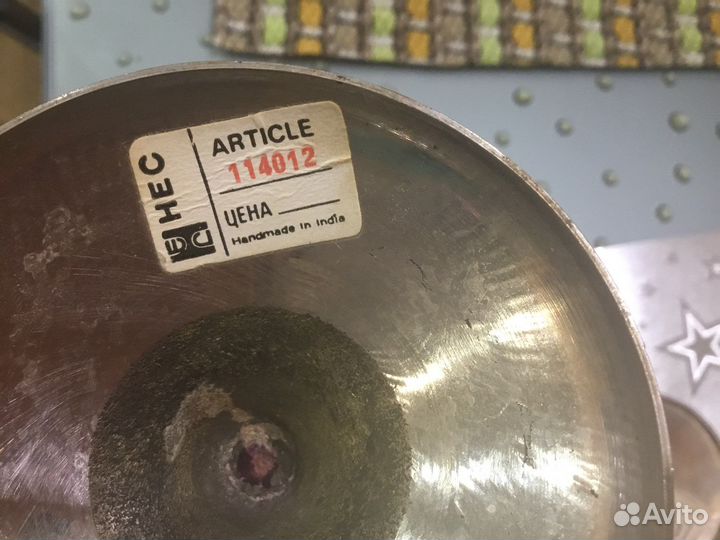 HEC
ARTICLE
114012
ЦЕНА
Handmade in India
Avito